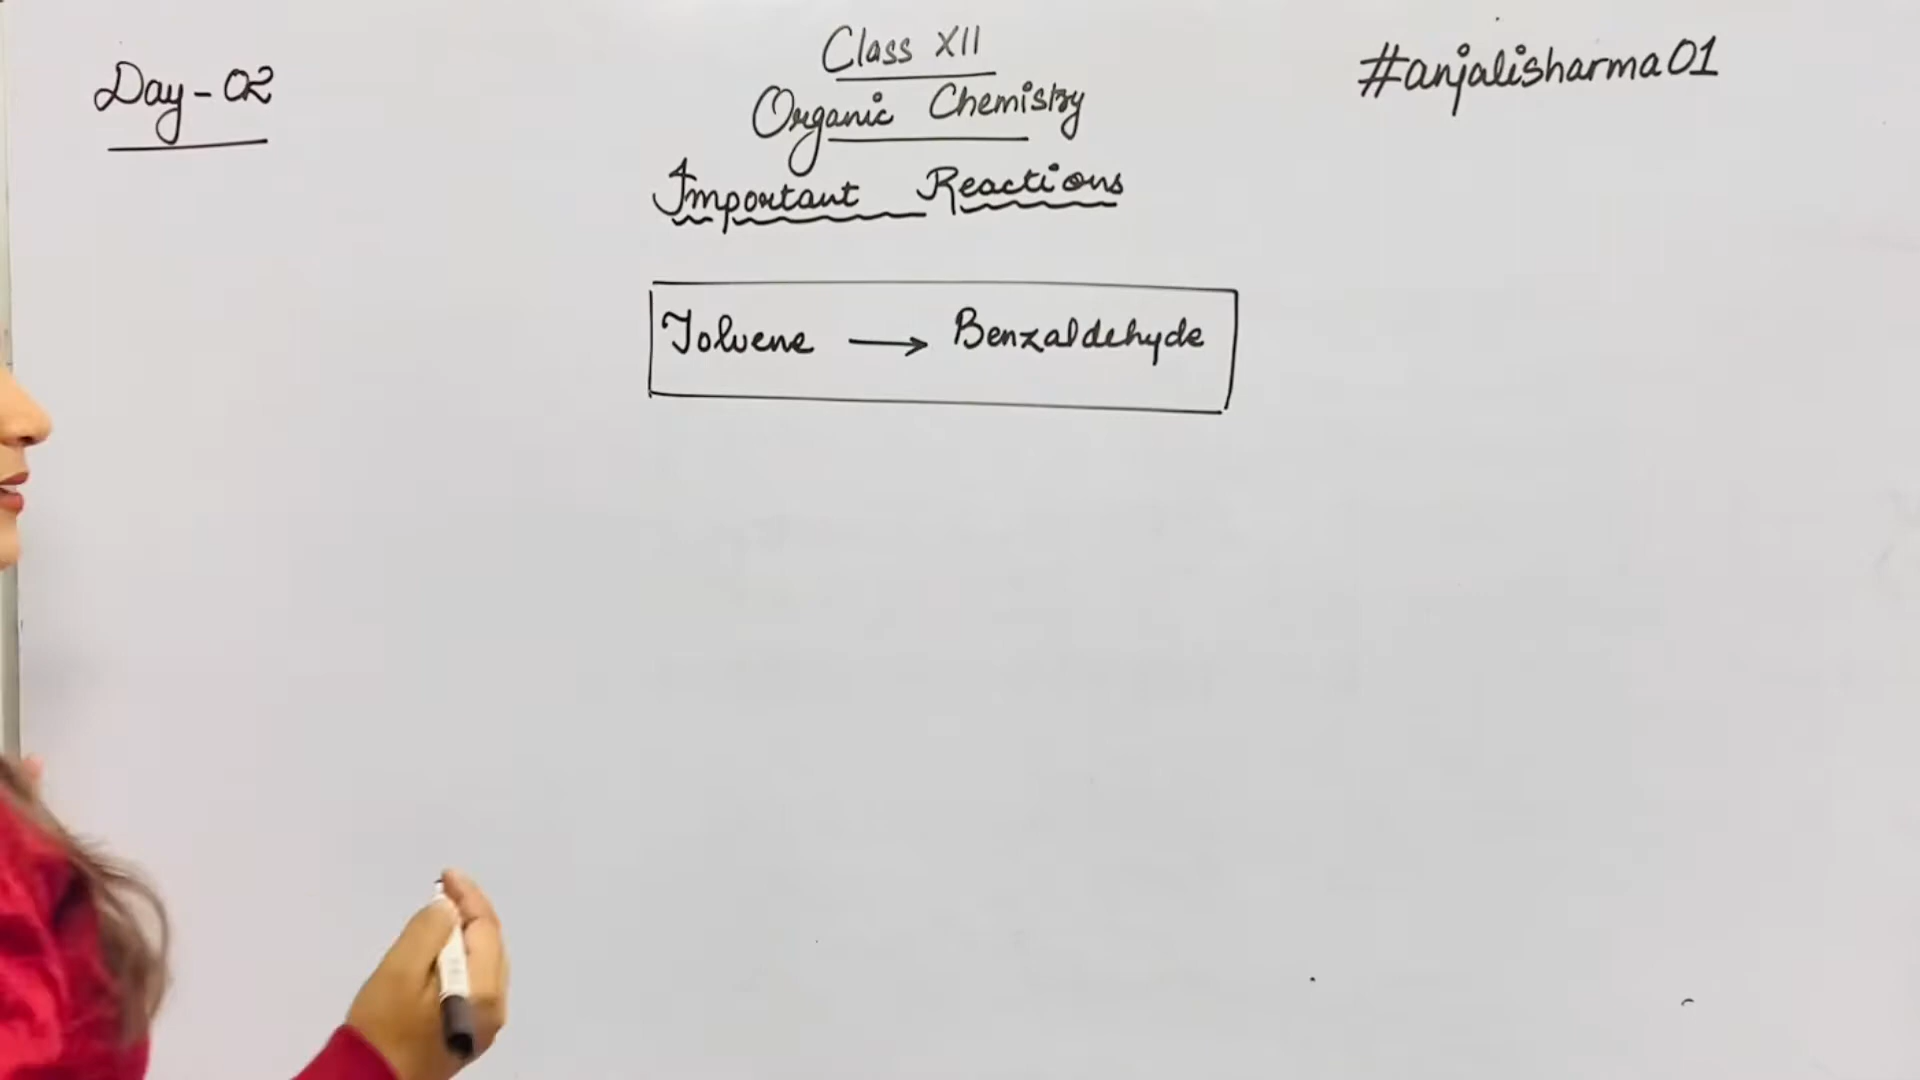 Day-02
Class XII
Organic Chemistry
Important Reactions
#anjalisharma01
Toluene → Benzaldehyde